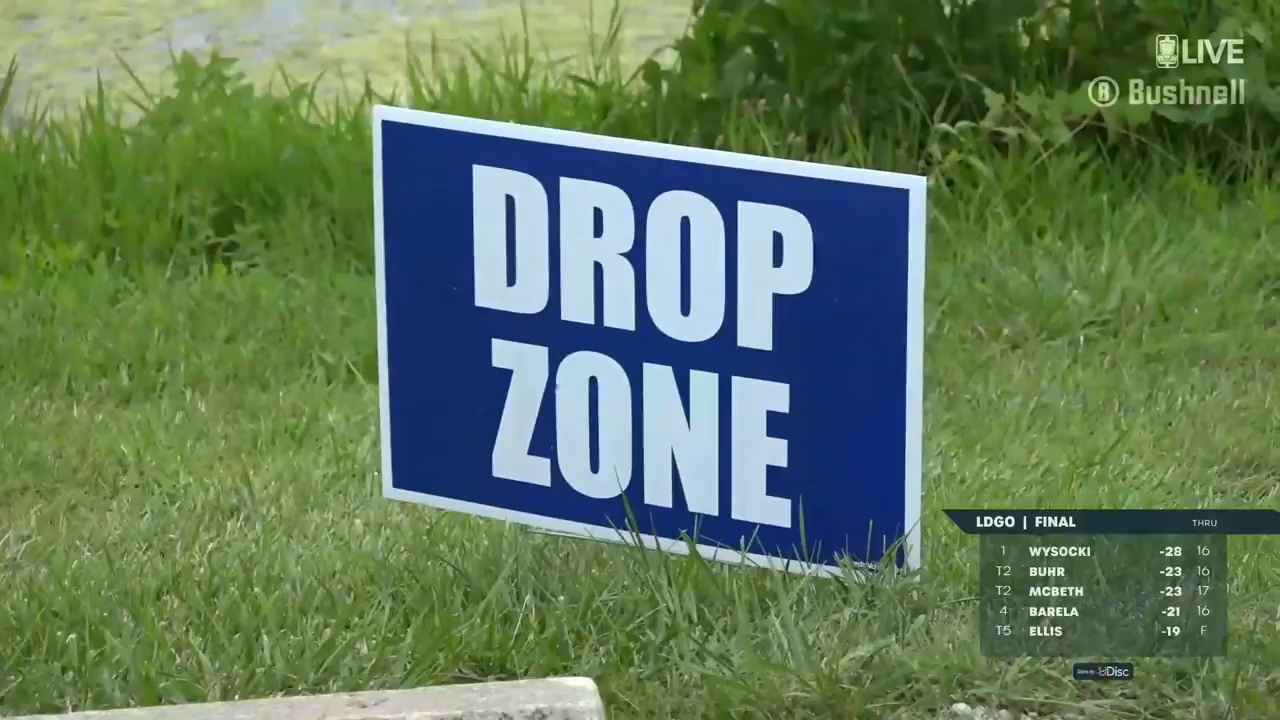 LIVE
B Bushnell
DROP
ZONE
LDGO | FINAL THRU
1 WYSOCKI -28 16
T2 BUHR -23 16
T2 MCBETH -23 17
4 BARELA -21 16
T5 ELLIS -19 F
uDisc